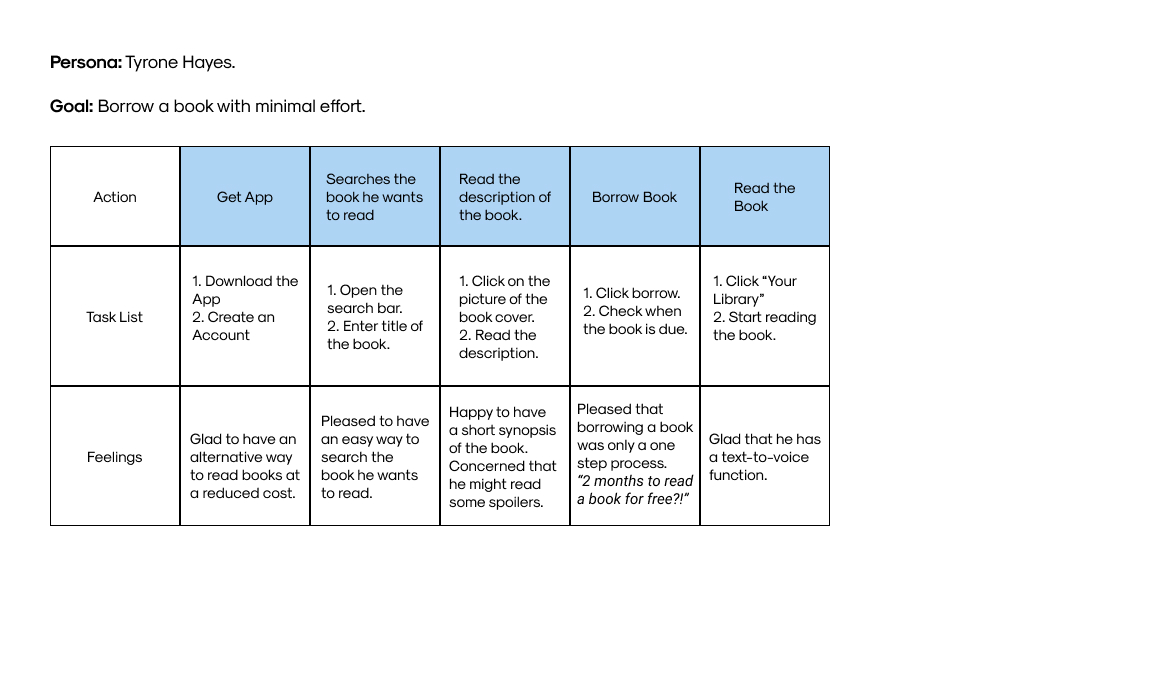 Persona: Tyrone Hayes.
Goal: Borrow a book with minimal effort.
Action
Get App
Searches the
book he wants
to read
Read the
description of
the book.
Borrow Book
Read the
Book
Task List
1. Download the
App
2. Create an
Account
1. Open the
search bar.
2. Enter title of
the book.
1. Click on the
picture of the
book cover.
2. Read the
description.
1. Click borrow.
2. Check when
the book is due.
1. Click “Your
Library”
2. Start reading
the book.
Feelings
Glad to have an
alternative way
to read books at
a reduced cost.
Pleased to have
an easy way to
search the
book he wants
to read.
Happy to have
a short synopsis
of the book.
Concerned that
he might read
some spoilers.
Pleased that
borrowing a book
was only a one
step process.
“2 months to read
a book for free?!”
Glad that he has
a text-to-voice
function.